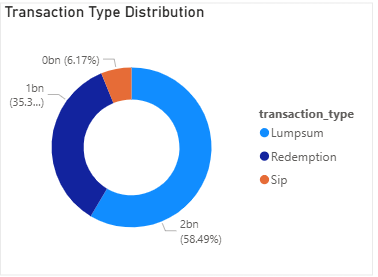 Transaction Type Distribution
0bn (6.17%)
1bn
(35.3...)
transaction_type
Lumpsum
Redemption
Sip
2bn
(58.49%)